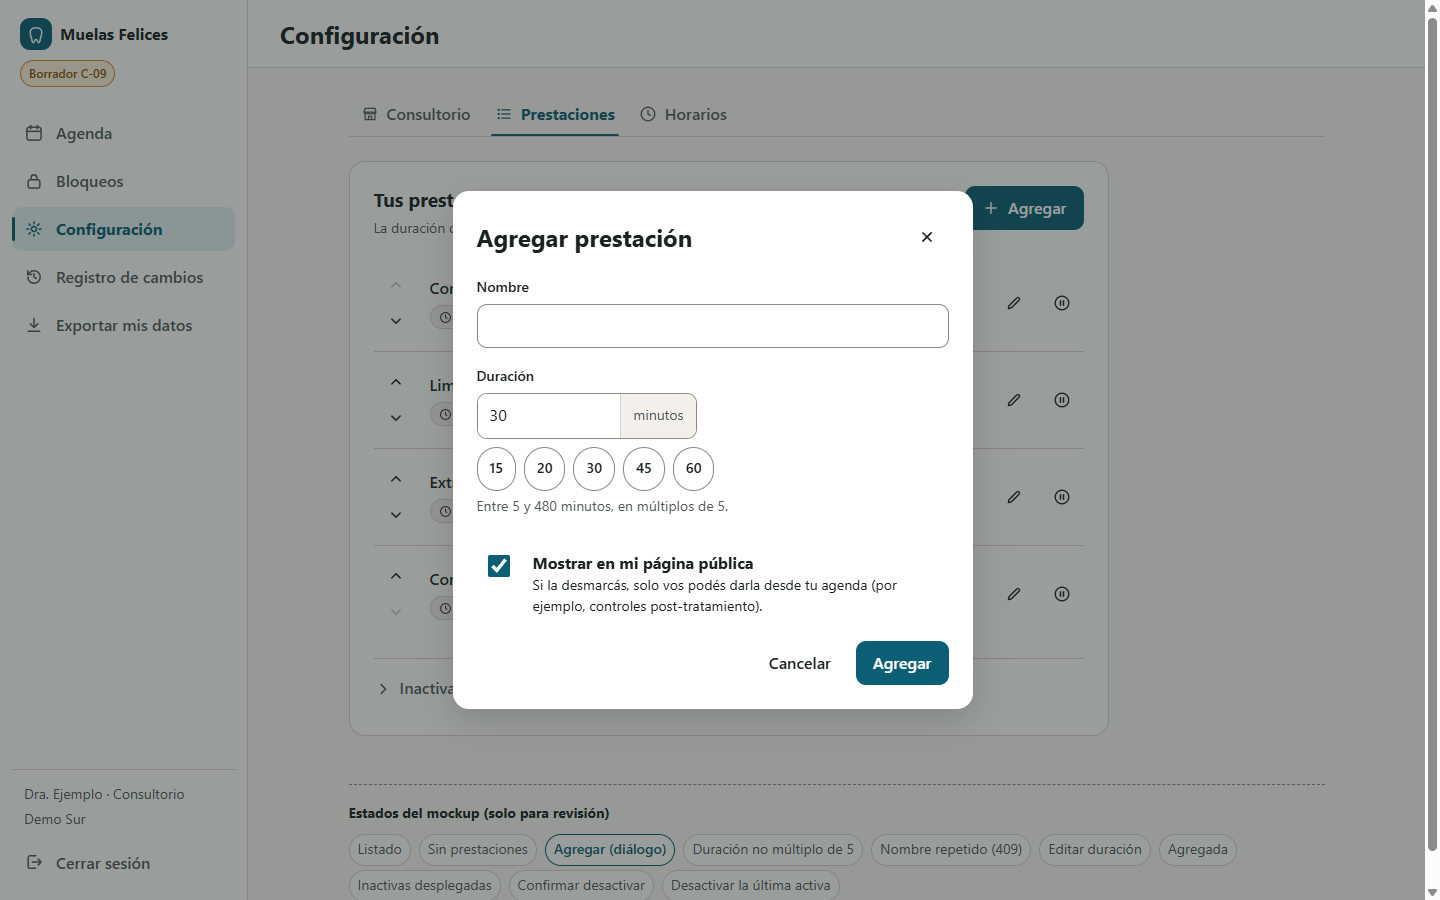 Muelas Felices
Borrador C-09
Agenda
Bloqueos
Configuración
Registro de cambios
Exportar mis datos
Dra. Ejemplo · Consultorio
Demo Sur
Cerrar sesión
Configuración
Consultorio
Prestaciones
Horarios
Tus prest
La duración
Agregar
Cor
Lim
Extr
Cor
Inactiva
Agregar prestación
Nombre
Duración
30
minutos
15
20
30
45
60
Entre 5 y 480 minutos, en múltiplos de 5.
Mostrar en mi página pública
Si la desmarcás, solo vos podés darla desde tu agenda (por
ejemplo, controles post-tratamiento).
Cancelar
Agregar
Estados del mockup (solo para revisión)
Listado
Sin prestaciones
Agregar (diálogo)
Duración no múltiplo de 5
Nombre repetido (409)
Editar duración
Agregada
Inactivas desplegadas
Confirmar desactivar
Desactivar la última activa